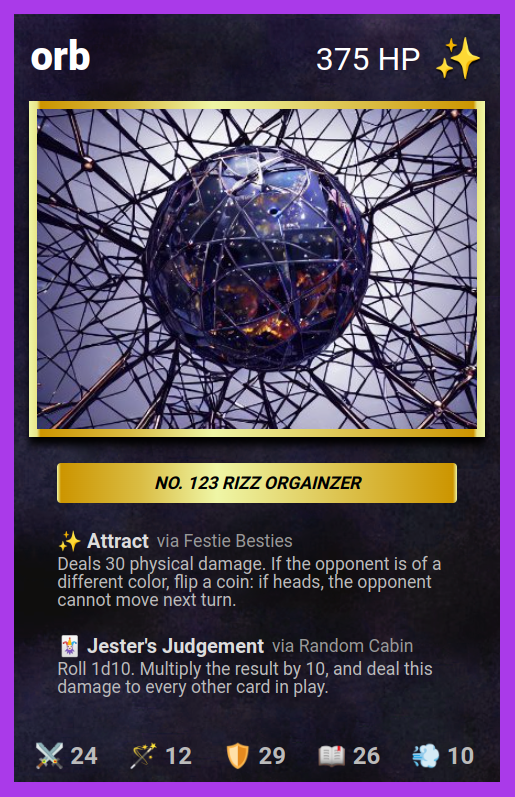 orb 375 HP
NO. 123 RIZZ ORGAINZER
Attract via Festie Besties
Deals 30 physical damage. If the opponent is of a
different color, flip a coin: if heads, the opponent
cannot move next turn.
Jester's Judgement via Random Cabin
Roll 1d10. Multiply the result by 10, and deal this
damage to every other card in play.
24 12 29 26 10